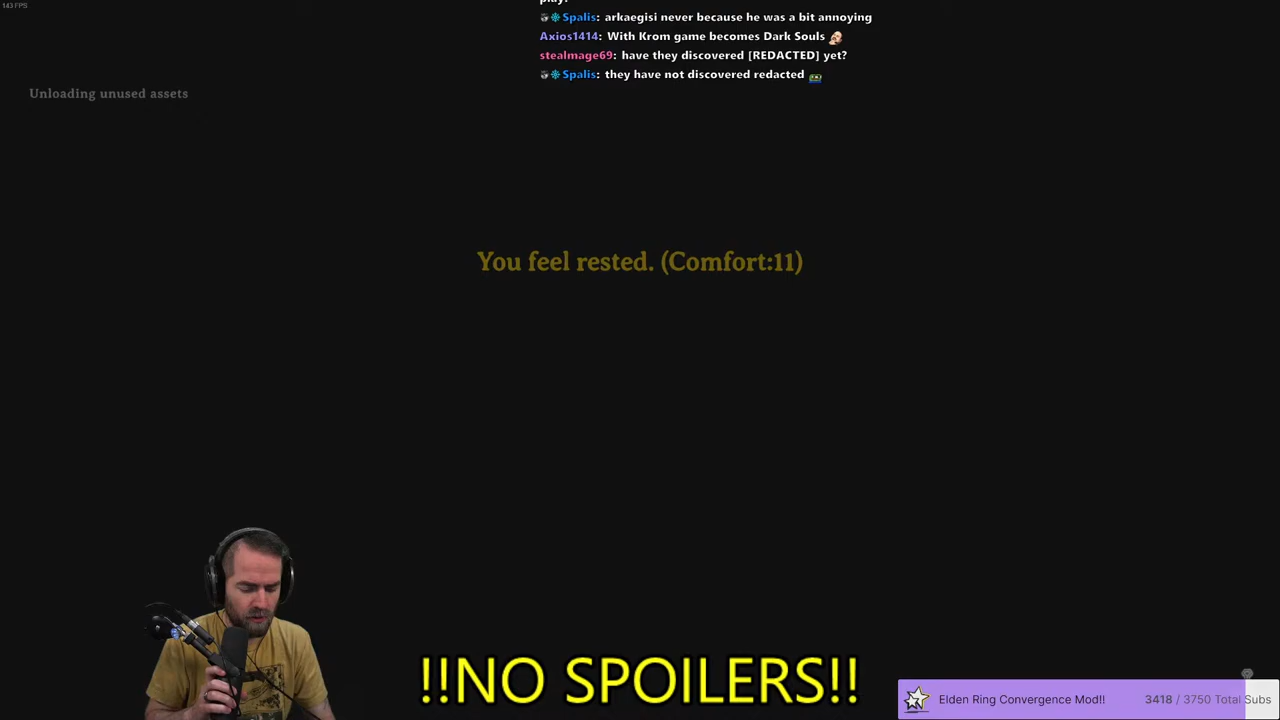 143 FPS
Spalis: arkaegisi never because he was a bit annoying
Axios1414: With Krom game becomes Dark Souls
stealmage69: have they discovered [REDACTED] yet?
Spalis: they have not discovered redacted
Unloading unused assets
You feel rested. (Comfort:11)
!!NO SPOILERS!!
Elden Ring Convergence Mod!! 3418 / 3750 Total Subs